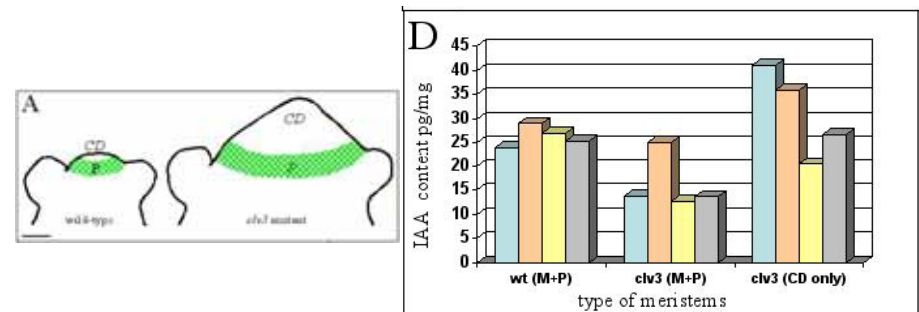 A
CD
P
wild-type
CD
P
clv3 mutant
D
IAA content pg/mg
45
40
35
30
25
20
15
10
5
0
wt (M+P) clv3 (M+P) clv3 (CD only)
type of meristems